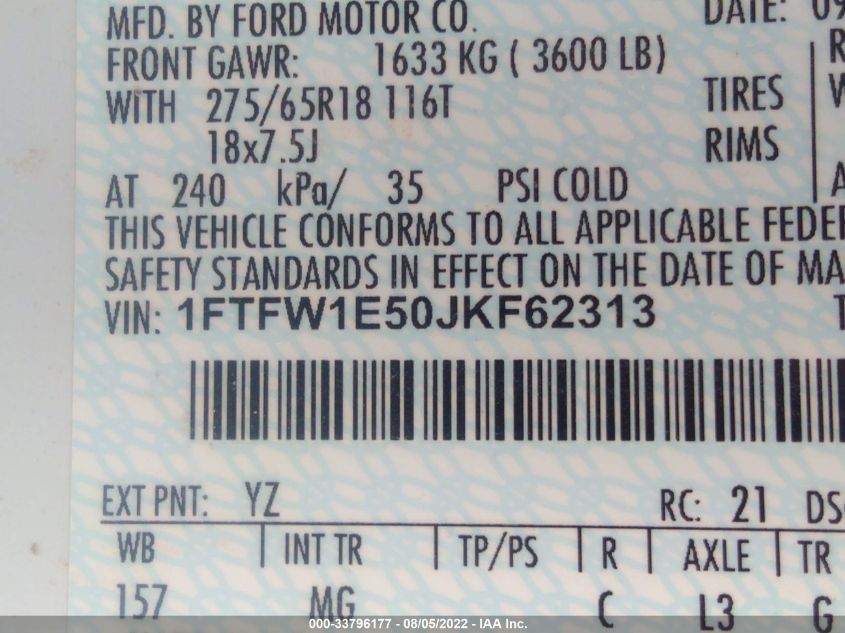 MFD. BY FORD MOTOR CO. DATE: 09
FRONT GAWR: 1633 KG ( 3600 LB) R
WITH 275/65R18 116T TIRES W
18x7.5J RIMS
AT 240 kPa/ 35 PSI COLD A
THIS VEHICLE CONFORMS TO ALL APPLICABLE FEDER
SAFETY STANDARDS IN EFFECT ON THE DATE OF MA
VIN: 1FTFW1E50JKF62313 T
EXT PNT: YZ RC: 21 DS
WB INT TR TP/PS R AXLE TR
157 MG C L3 G
000-33796177 - 08/05/2022 - IAA Inc.